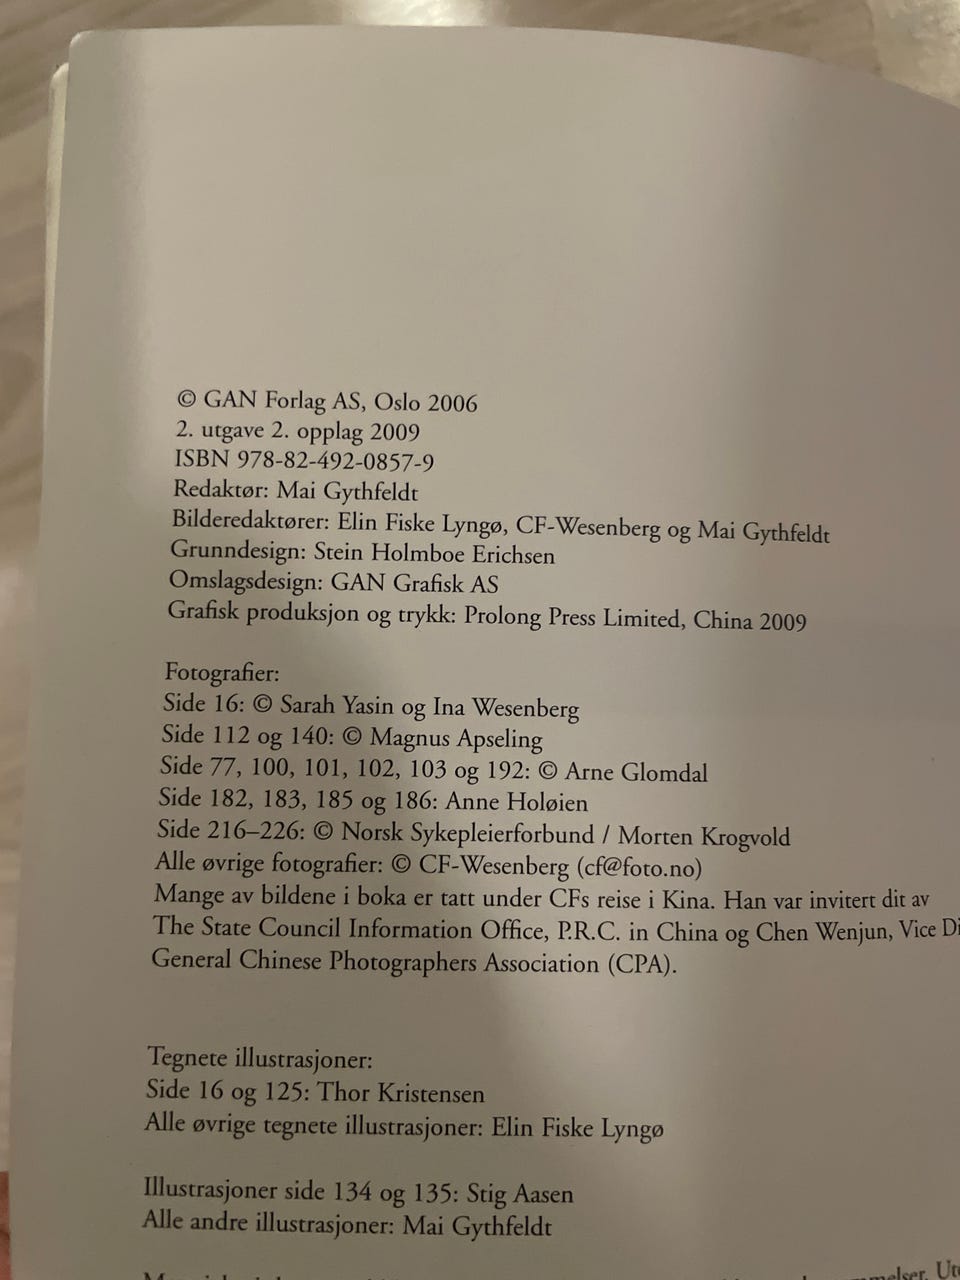 © GAN Forlag AS, Oslo 2006
2. utgave 2. opplag 2009
ISBN 978-82-492-0857-9
Redaktør: Mai Gythfeldt
Bilderedaktører: Elin Fiske Lyngø, CF-Wesenberg og Mai Gythfeldt
Grunndesign: Stein Holmboe Erichsen
Omslagsdesign: GAN Grafisk AS
Grafisk produksjon og trykk: Prolong Press Limited, China 2009
Fotografier:
Side 16: © Sarah Yasin og Ina Wesenberg
Side 112 og 140: © Magnus Apseling
Side 77, 100, 101, 102, 103 og 192: © Arne Glomdal
Side 182, 183, 185 og 186: Anne Holøien
Side 216–226: © Norsk Sykepleierforbund / Morten Krogvold
Alle øvrige fotografier: © CF-Wesenberg (cf@foto.no)
Mange av bildene i boka er tatt under CFs reise i Kina. Han var invitert dit av
The State Council Information Office, P.R.C. in China og Chen Wenjun, Vice Di
General Chinese Photographers Association (CPA).
Tegnete illustrasjoner:
Side 16 og 125: Thor Kristensen
Alle øvrige tegnete illustrasjoner: Elin Fiske Lyngø
Illustrasjoner side 134 og 135: Stig Aasen
Alle andre illustrasjoner: Mai Gythfeldt